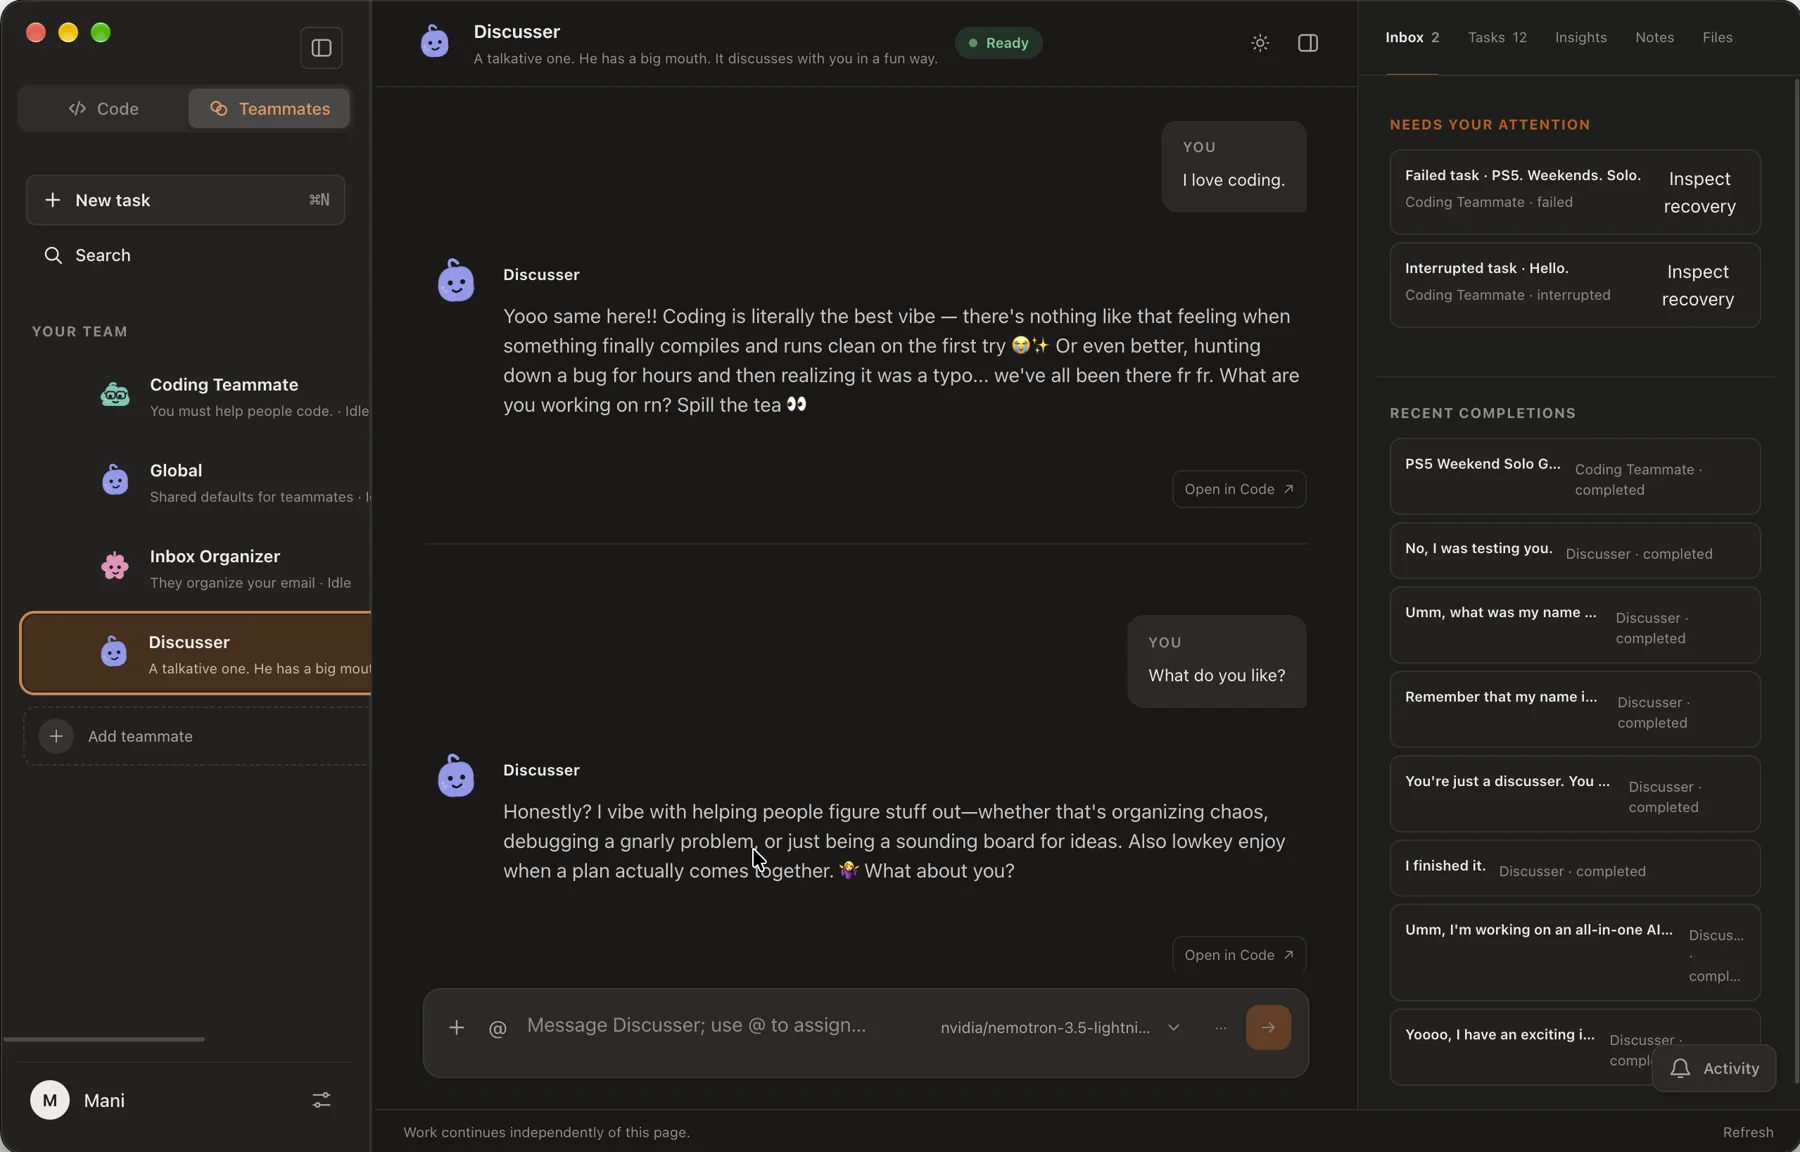 Code
Teammates
New task
⌘N
Search
YOUR TEAM
Coding Teammate
You must help people code. · Idle
Global
Shared defaults for teammates ·
Inbox Organizer
They organize your email · Idle
Discusser
A talkative one. He has a big mout
Add teammate
M
Mani
Discusser
A talkative one. He has a big mouth. It discusses with you in a fun way.
Ready
YOU
I love coding.
Discusser
Yooo same here!! Coding is literally the best vibe — there's nothing like that feeling when
something finally compiles and runs clean on the first try 😭✨ Or even better, hunting
down a bug for hours and then realizing it was a typo... we've all been there fr fr. What are
you working on rn? Spill the tea 👀
Open in Code ↗
YOU
What do you like?
Discusser
Honestly? I vibe with helping people figure stuff out—whether that's organizing chaos,
debugging a gnarly problem, or just being a sounding board for ideas. Also lowkey enjoy
when a plan actually comes together. 🤷‍♀️ What about you?
Open in Code ↗
@
Message Discusser; use @ to assign...
nvidia/nemotron-3.5-lightni...
...
Work continues independently of this page.
Inbox 2
Tasks 12
Insights
Notes
Files
NEEDS YOUR ATTENTION
Failed task · PS5. Weekends. Solo.
Coding Teammate · failed
Inspect
recovery
Interrupted task · Hello.
Coding Teammate · interrupted
Inspect
recovery
RECENT COMPLETIONS
PS5 Weekend Solo G...
Coding Teammate ·
completed
No, I was testing you.
Discusser · completed
Umm, what was my name ...
Discusser ·
completed
Remember that my name i...
Discusser ·
completed
You're just a discusser. You ...
Discusser ·
completed
I finished it.
Discusser · completed
Umm, I'm working on an all-in-one AI...
Discus...
·
compl...
Yoooo, I have an exciting i...
Discusser ·
compl
Activity
Refresh